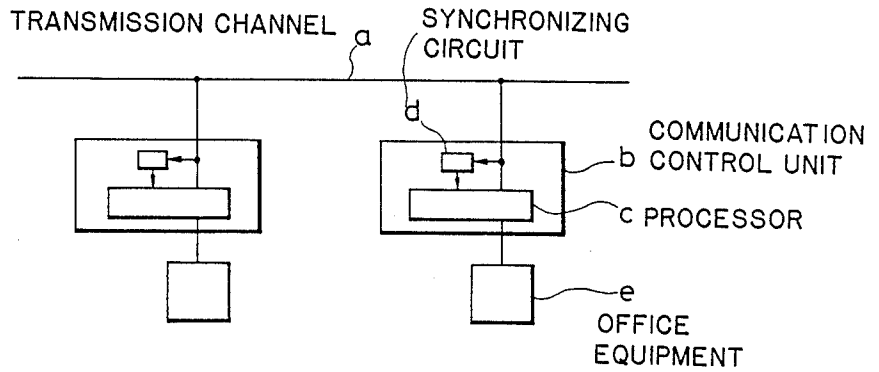 TRANSMISSION CHANNEL
a
SYNCHRONIZING
CIRCUIT
d
b
COMMUNICATION
CONTROL UNIT
c PROCESSOR
e
OFFICE
EQUIPMENT